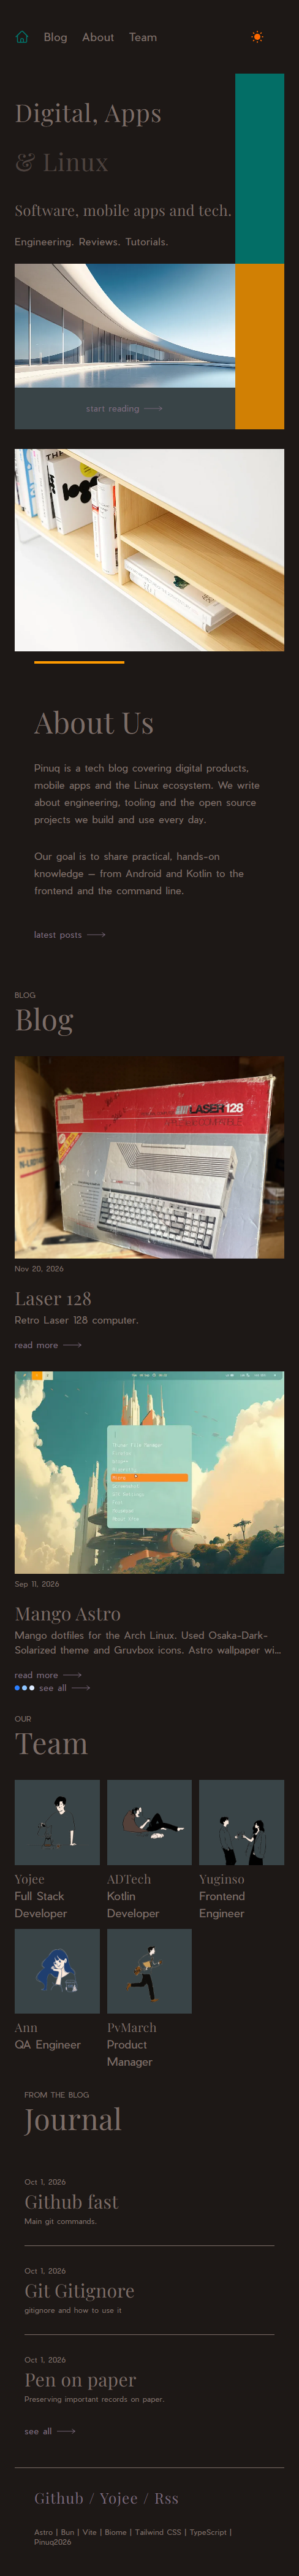 Blog About Team
Digital, Apps
& Linux
Software, mobile apps and tech.
Engineering. Reviews. Tutorials.
start reading
About Us
Pinuq is a tech blog covering digital products,
mobile apps and the Linux ecosystem. We write
about engineering, tooling and the open source
projects we build and use every day.
Our goal is to share practical, hands-on
knowledge — from Android and Kotlin to the
frontend and the command line.
latest posts
BLOG
Blog
LASER 128
Nov 20, 2026
Laser 128
Retro Laser 128 computer.
read more
Sep 11, 2026
Mango Astro
Mango dotfiles for the Arch Linux. Used Osaka-Dark-
Solarized theme and Gruvbox icons. Astro wallpaper wi...
read more
see all
OUR
Team
Yojee
Full Stack
Developer
ADTech
Kotlin
Developer
Yuginso
Frontend
Engineer
Ann
QA Engineer
PvMarch
Product
Manager
FROM THE BLOG
Journal
Oct 1, 2026
Github fast
Main git commands.
Oct 1, 2026
Git Gitignore
gitignore and how to use it
Oct 1, 2026
Pen on paper
Preserving important records on paper.
see all
Github / Yojee / Rss
Astro | Bun | Vite | Biome | Tailwind CSS | TypeScript |
Pinuq2026